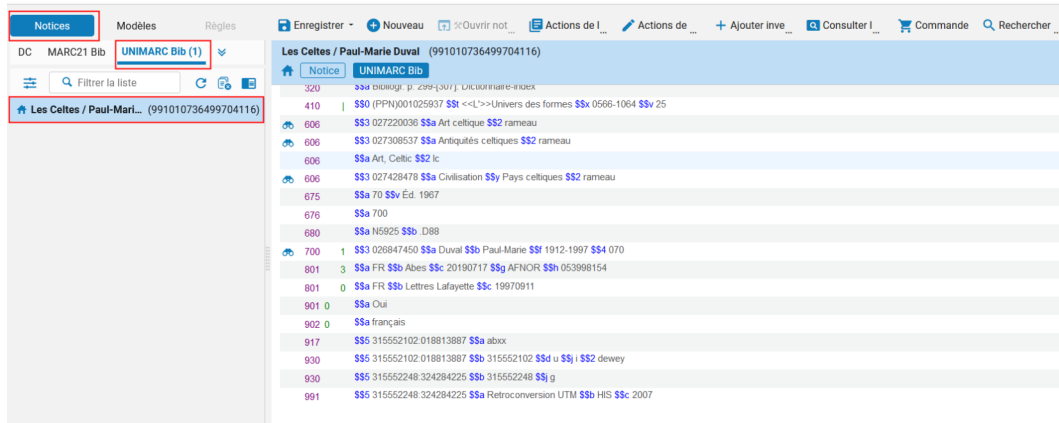 Notices Modèles Règles Enregistrer Nouveau Ouvrir not... Actions de l... Actions de ... + Ajouter inve... Consulter l... Commande Rechercher ...
DC MARC21 Bib UNIMARC Bib (1) Les Celtes / Paul-Marie Duval (991010736499704116)
Filtrer la liste Notice UNIMARC Bib
320 $$a Bibliogr. p. 299-[307]. Dictionnaire-index
Les Celtes / Paul-Mari... (991010736499704116) 410 | $$0 (PPN)001025937 $$t <<L'>>Univers des formes $$x 0566-1064 $$v 25
606 $$3 027220036 $$a Art celtique $$2 rameau
606 $$3 027308537 $$a Antiquités celtiques $$2 rameau
606 $$a Art, Celtic $$2 lc
606 $$3 027428478 $$a Civilisation $$y Pays celtiques $$2 rameau
675 $$a 70 $$v Éd. 1967
676 $$a 700
680 $$a N5925 $$b .D88
700 1 $$3 026847450 $$a Duval $$b Paul-Marie $$f 1912-1997 $$4 070
801 3 $$a FR $$b Abes $$c 20190717 $$g AFNOR $$h 053998154
801 0 $$a FR $$b Lettres Lafayette $$c 19970911
901 0 $$a Oui
902 0 $$a français
917 $$5 315552102:018813887 $$a abxx
930 $$5 315552102:018813887 $$b 315552102 $$d u $$j i $$2 dewey
930 $$5 315552248:324284225 $$b 315552248 $$j g
991 $$5 315552248:324284225 $$a Retroconversion UTM $$b HIS $$c 2007